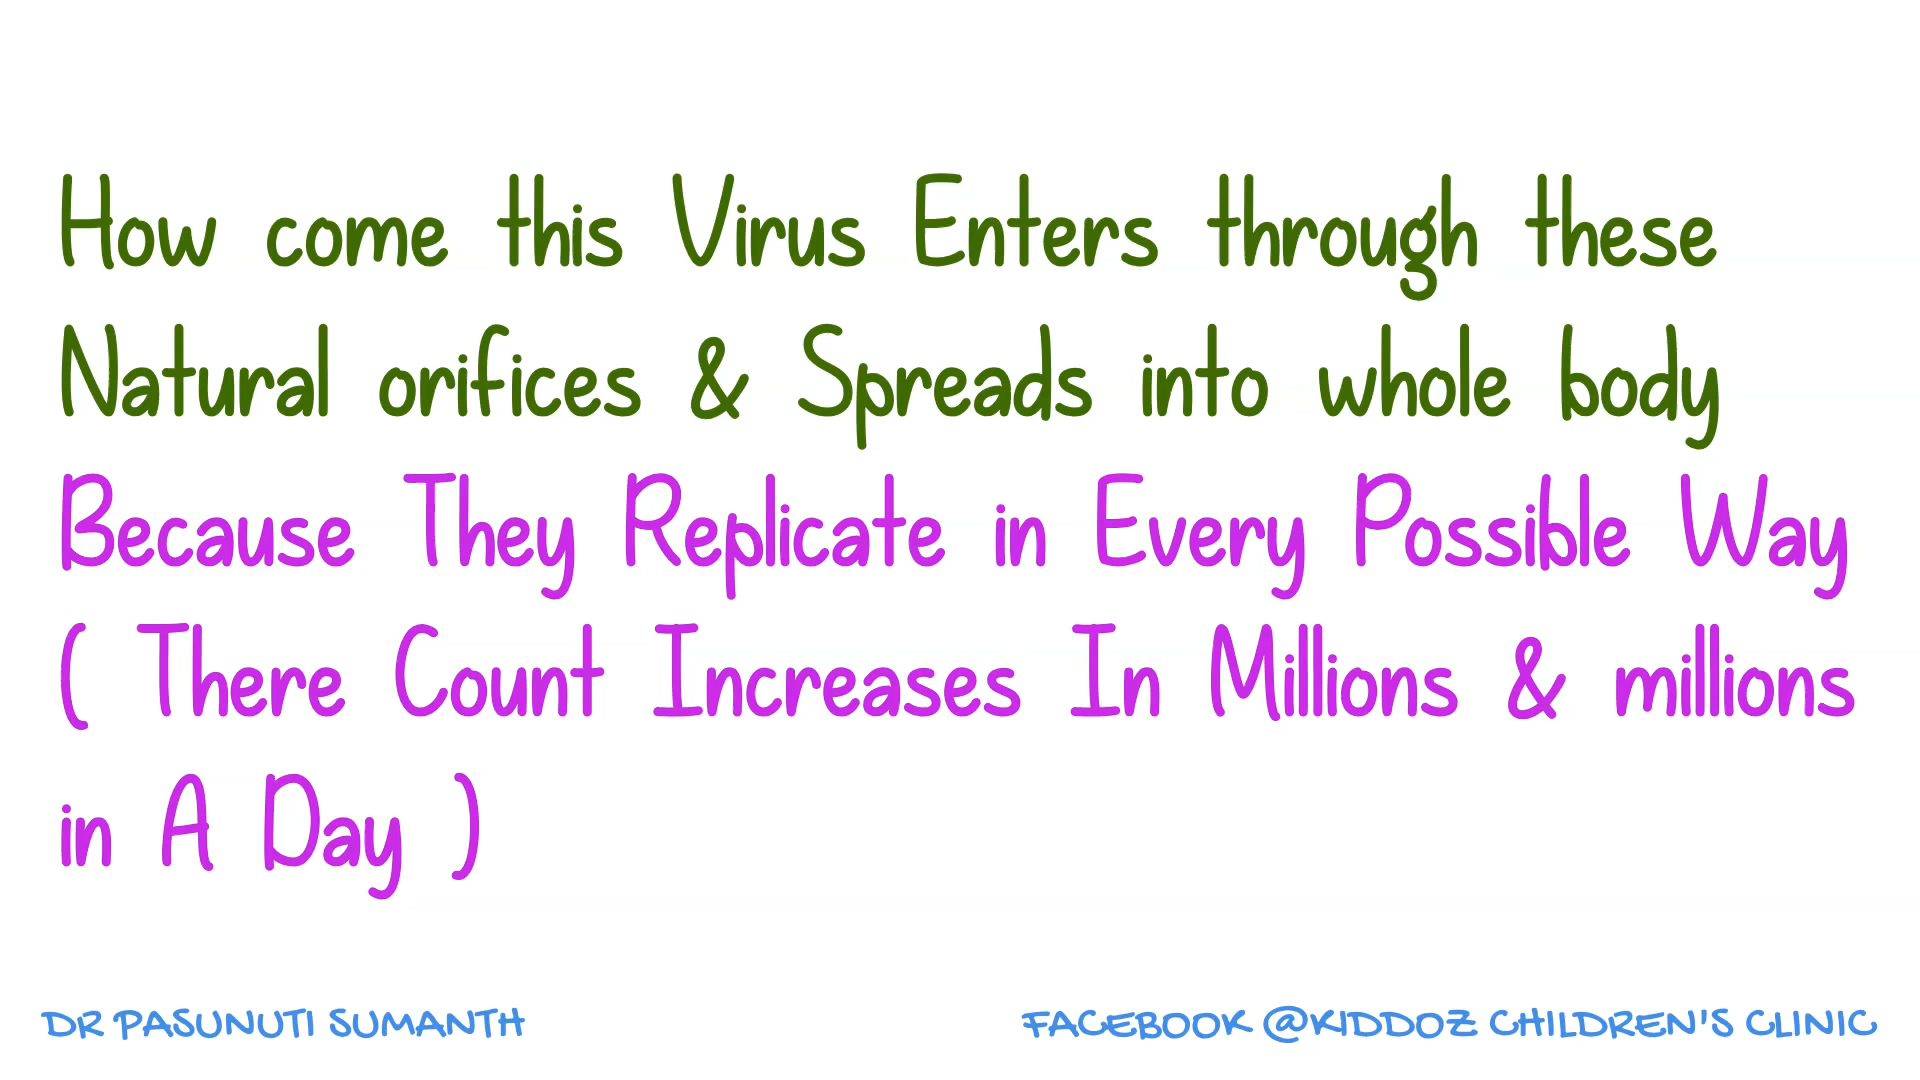 How come this Virus Enters through these
Natural orifices & Spreads into whole body
Because They Replicate in Every Possible Way
( There Count Increases In Millions & millions
in A Day )
DR PASUNUTI SUMANTH
FACEBOOK @KIDDOZ CHILDREN'S CLINIC